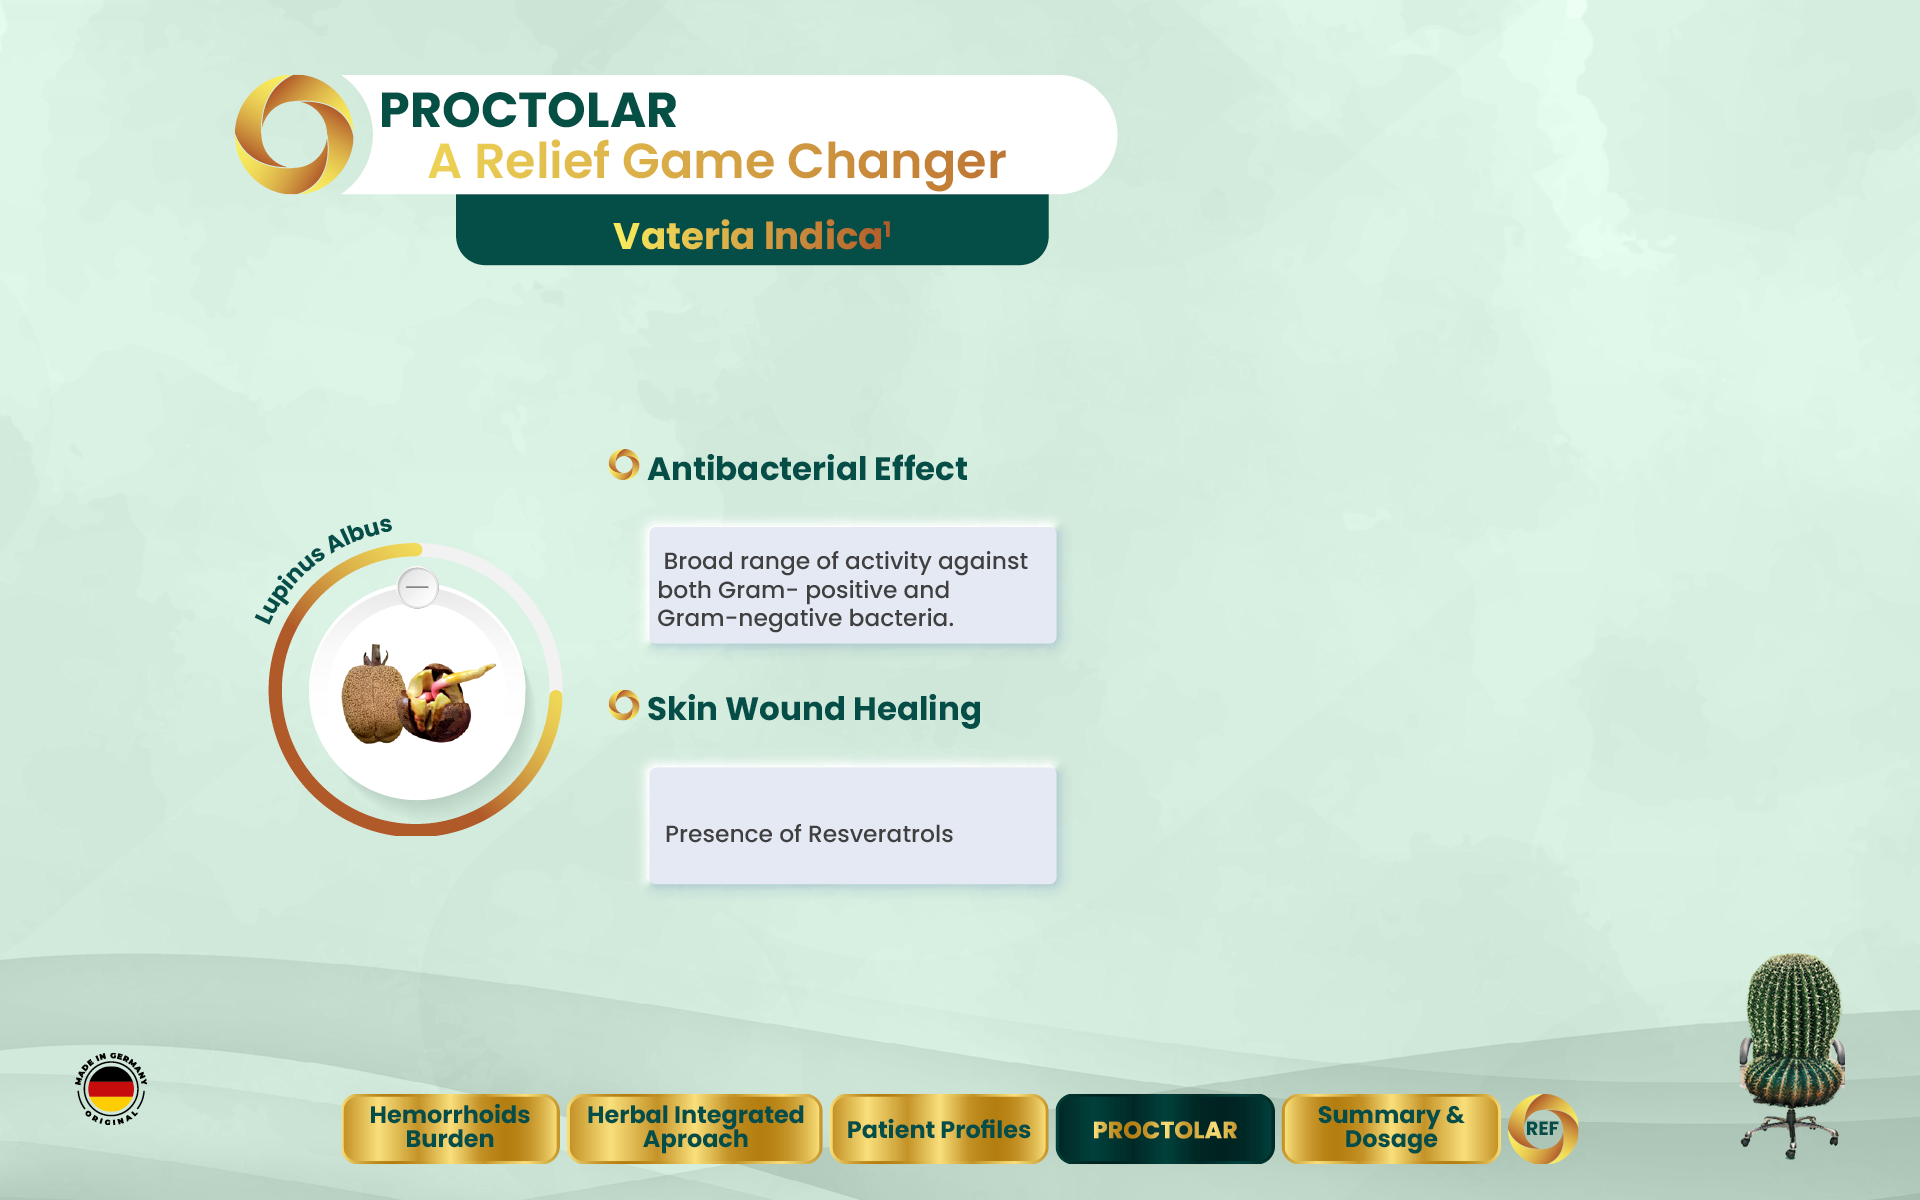 PROCTOLAR
A Relief Game Changer
Vateria Indica¹
Antibacterial Effect
Broad range of activity against
both Gram- positive and
Gram-negative bacteria.
Lupinus Albus
Skin Wound Healing
Presence of Resveratrols
MADE IN GERMANY
ORIGINAL
Hemorrhoids
Burden
Herbal Integrated
Aproach
Patient Profiles
PROCTOLAR
Summary &
Dosage
REF